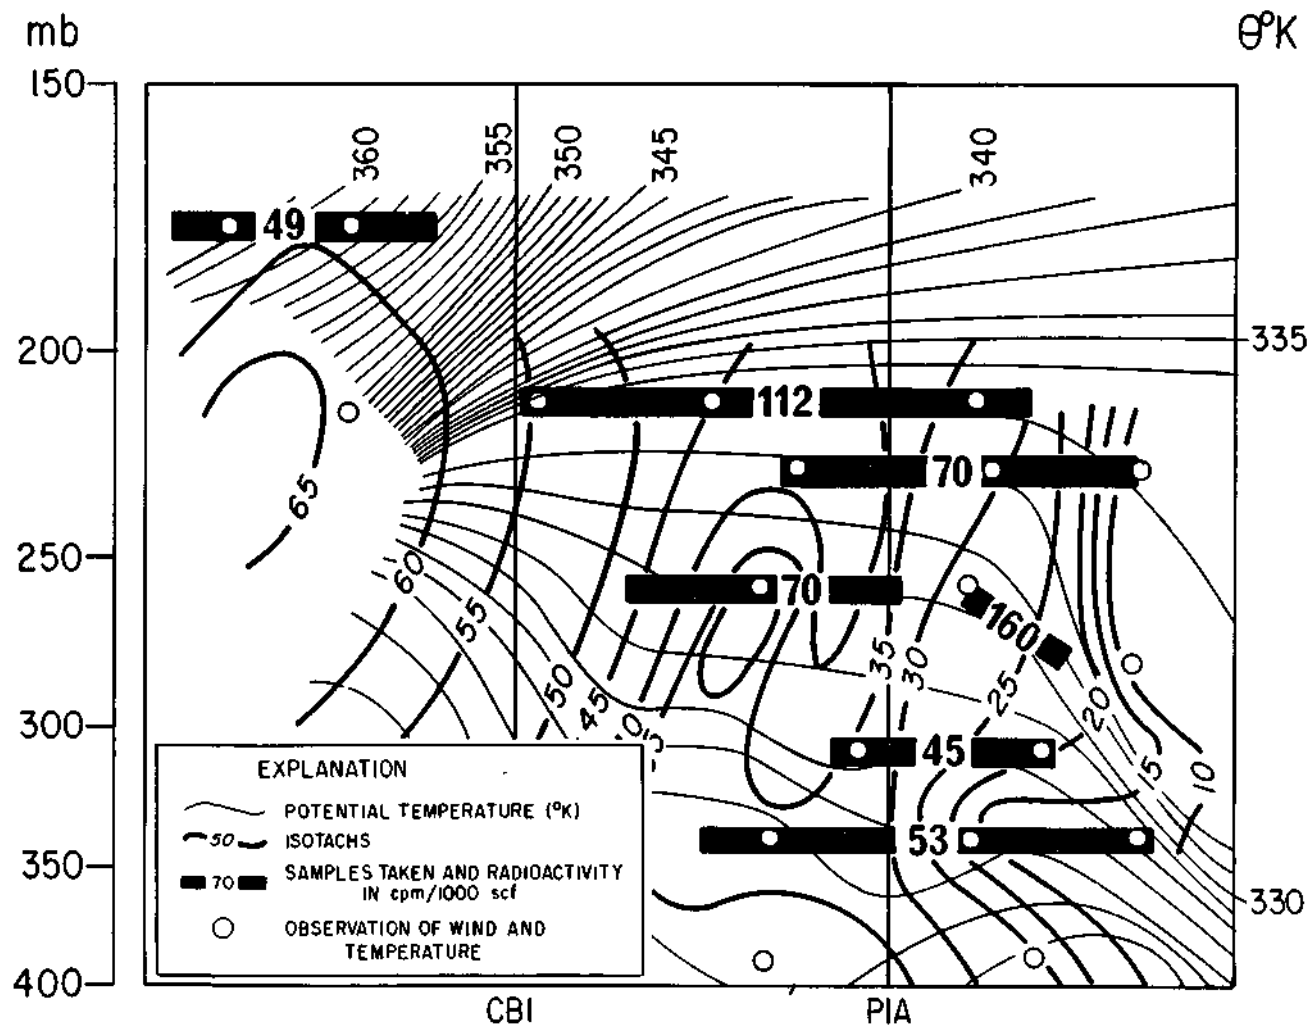 mb
θ°K
150
200
250
300
350
400
360
355
350
345
340
335
330
49
112
70
70
160
45
53
65
60
55
50
45
35
30
25
20
15
10
EXPLANATION
POTENTIAL TEMPERATURE (°K)
50 ISOTACHS
70 SAMPLES TAKEN AND RADIOACTIVITY
IN cpm/1000 scf
OBSERVATION OF WIND AND
TEMPERATURE
CBI
PIA